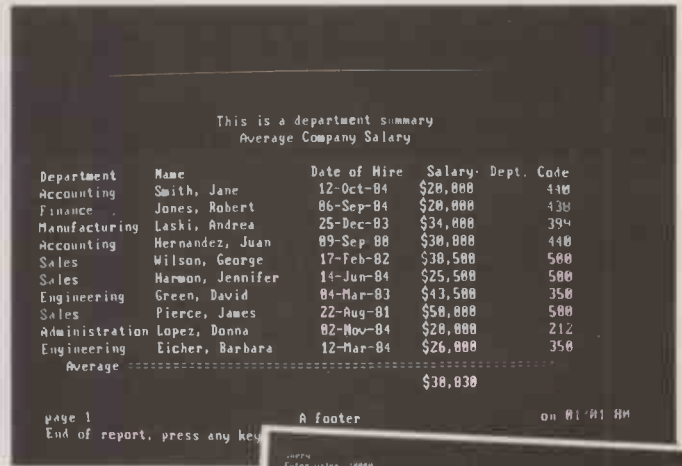 This is a department summary
Average Company Salary
Department Name Date of Hire Salary Dept. Code
Accounting Smith, Jane 12-Oct-84 $20,000 440
Finance Jones, Robert 06-Sep-84 $20,000 430
Manufacturing Laski, Andrea 25-Dec-83 $34,000 394
Accounting Hernandez, Juan 09-Sep 80 $30,000 440
Sales Wilson, George 17-Feb-82 $38,500 500
Sales Harmon, Jennifer 14-Jun-84 $25,500 500
Engineering Green, David 04-Mar-83 $43,500 350
Sales Pierce, James 22-Aug-81 $50,000 500
Administration Lopez, Donna 02-Nov-84 212
Engineering Eicher, Barbara 12-Mar-84 $26,000 350
Average
$30,830
page 1 A footer on 01/01 80
End of report, press any key